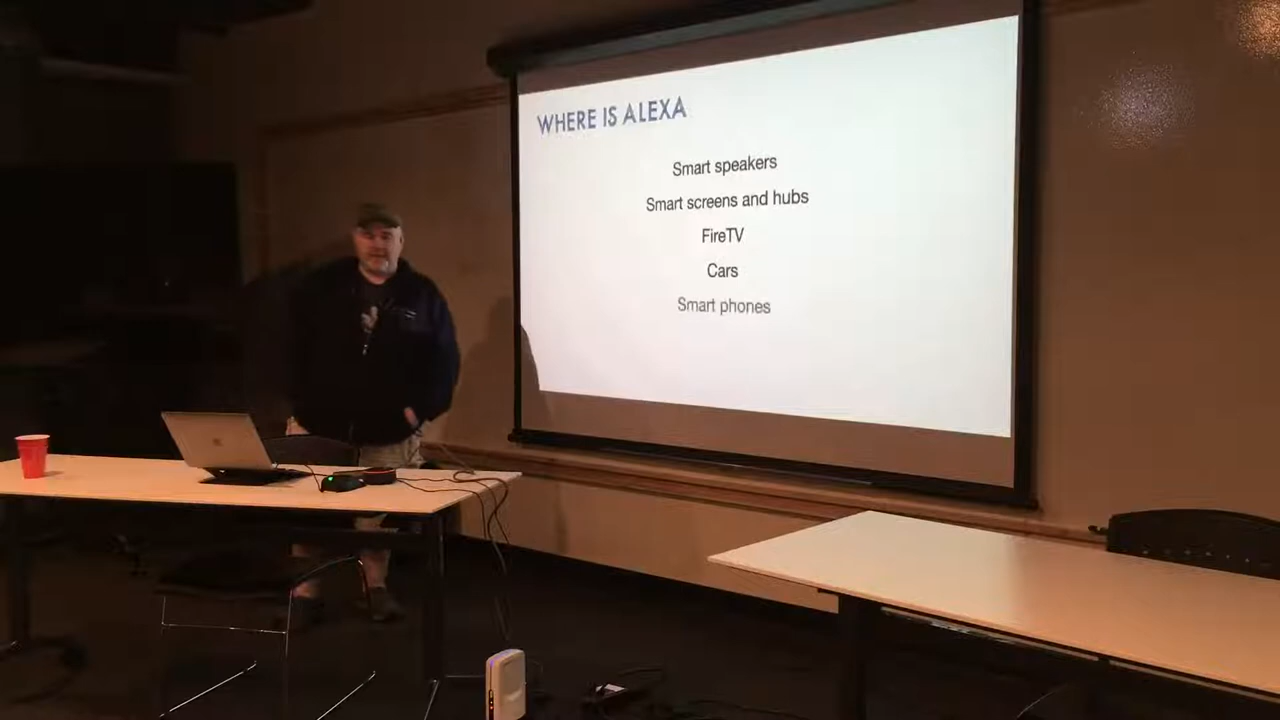 WHERE IS ALEXA
Smart speakers
Smart screens and hubs
FireTV
Cars
Smart phones